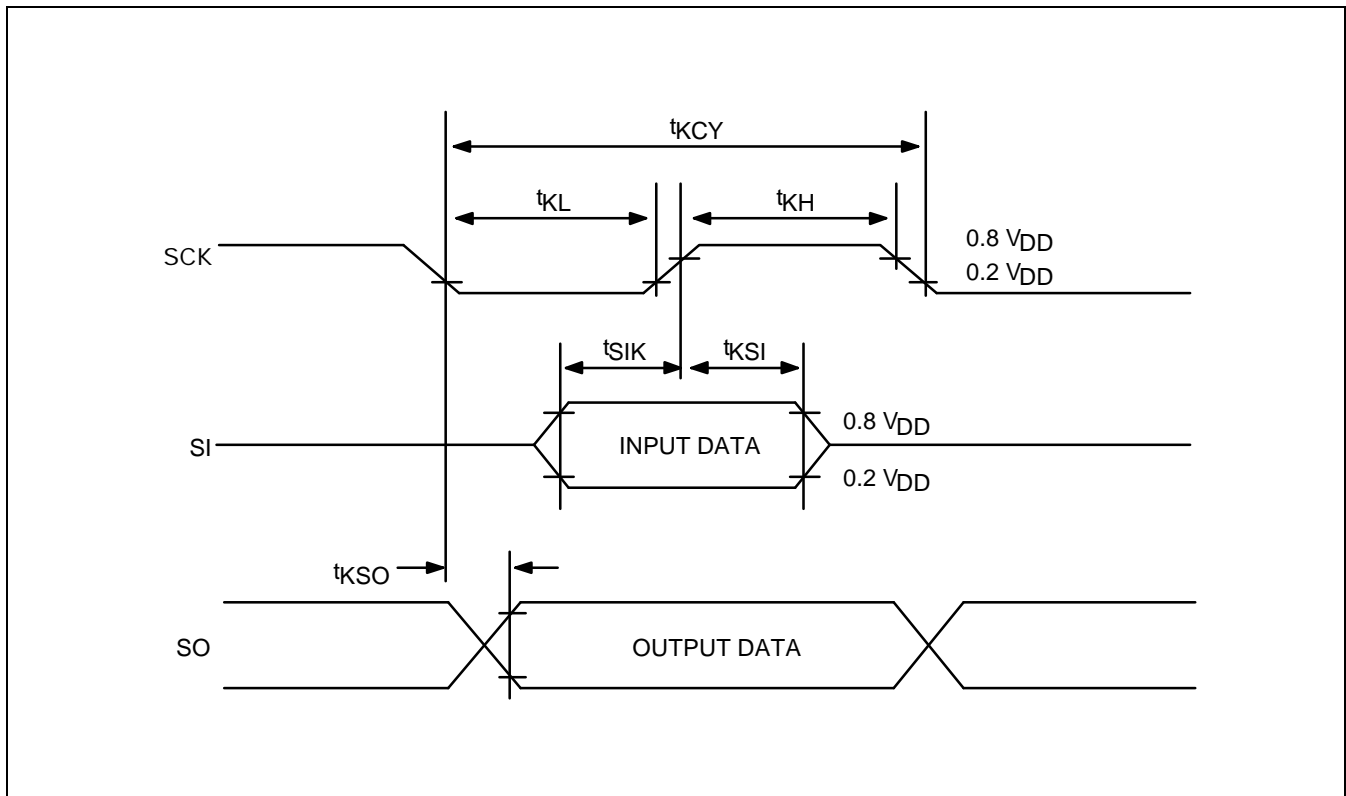 tKCY
tKL
tKH
SCK
0.8 VDD
0.2 VDD
tSIK
tKSI
SI
INPUT DATA
0.8 VDD
0.2 VDD
tKSO
SO
OUTPUT DATA